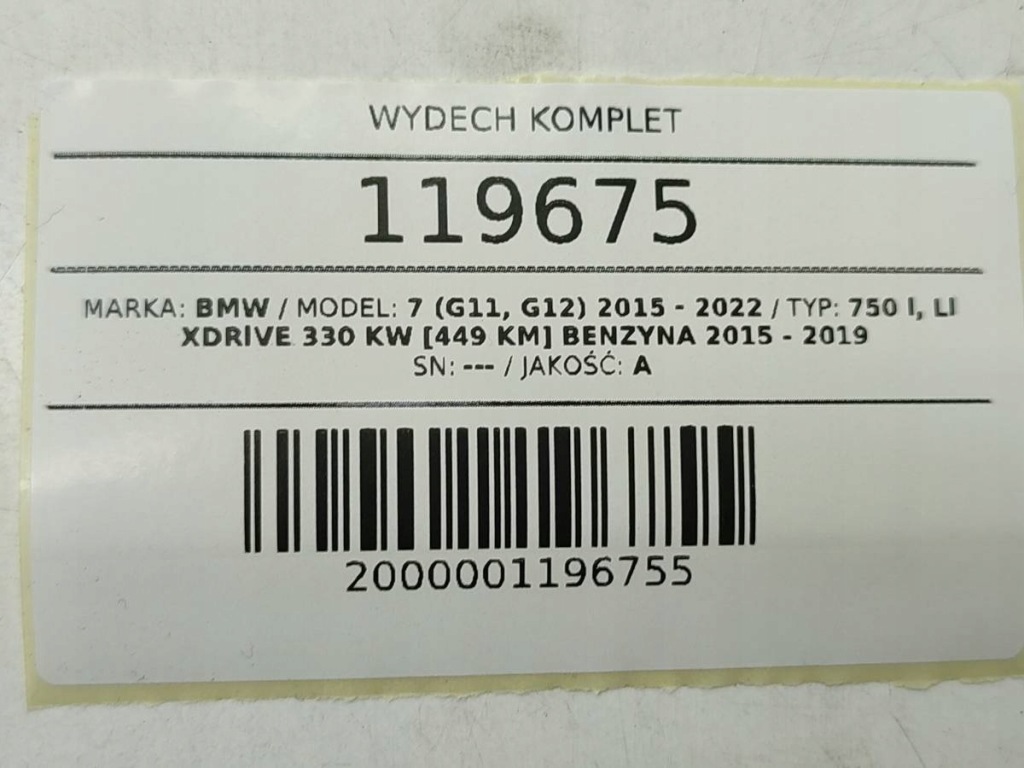 WYDECH KOMPLET
119675
MARKA: BMW / MODEL: 7 (G11, G12) 2015 - 2022 / TYP: 750 I, LI
XDRIVE 330 KW [449 KM] BENZYNA 2015 - 2019
SN: --- / JAKOŚĆ: A
2000001196755